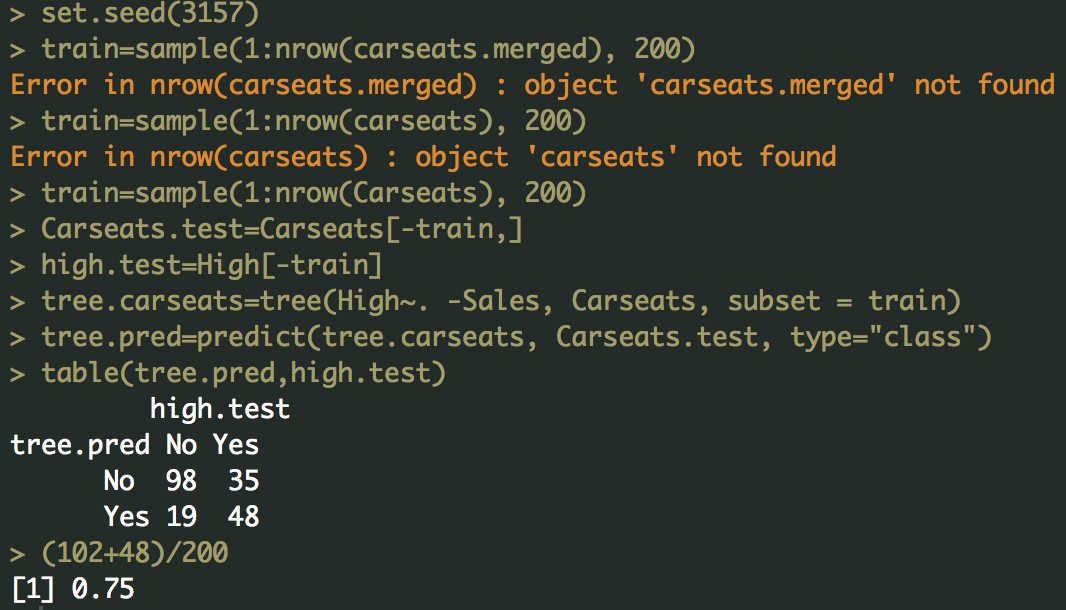 > set.seed(3157)
> train=sample(1:nrow(carseats.merged), 200)
Error in nrow(carseats.merged) : object 'carseats.merged' not found
> train=sample(1:nrow(carseats), 200)
Error in nrow(carseats) : object 'carseats' not found
> train=sample(1:nrow(Carseats), 200)
> Carseats.test=Carseats[-train,]
> high.test=High[-train]
> tree.carseats=tree(High~. -Sales, Carseats, subset = train)
> tree.pred=predict(tree.carseats, Carseats.test, type="class")
> table(tree.pred,high.test)
         high.test
tree.pred No Yes
      No  98  35
      Yes 19  48
> (102+48)/200
[1] 0.75